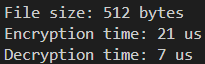 File size: 512 bytes
Encryption time: 21 us
Decryption time: 7 us